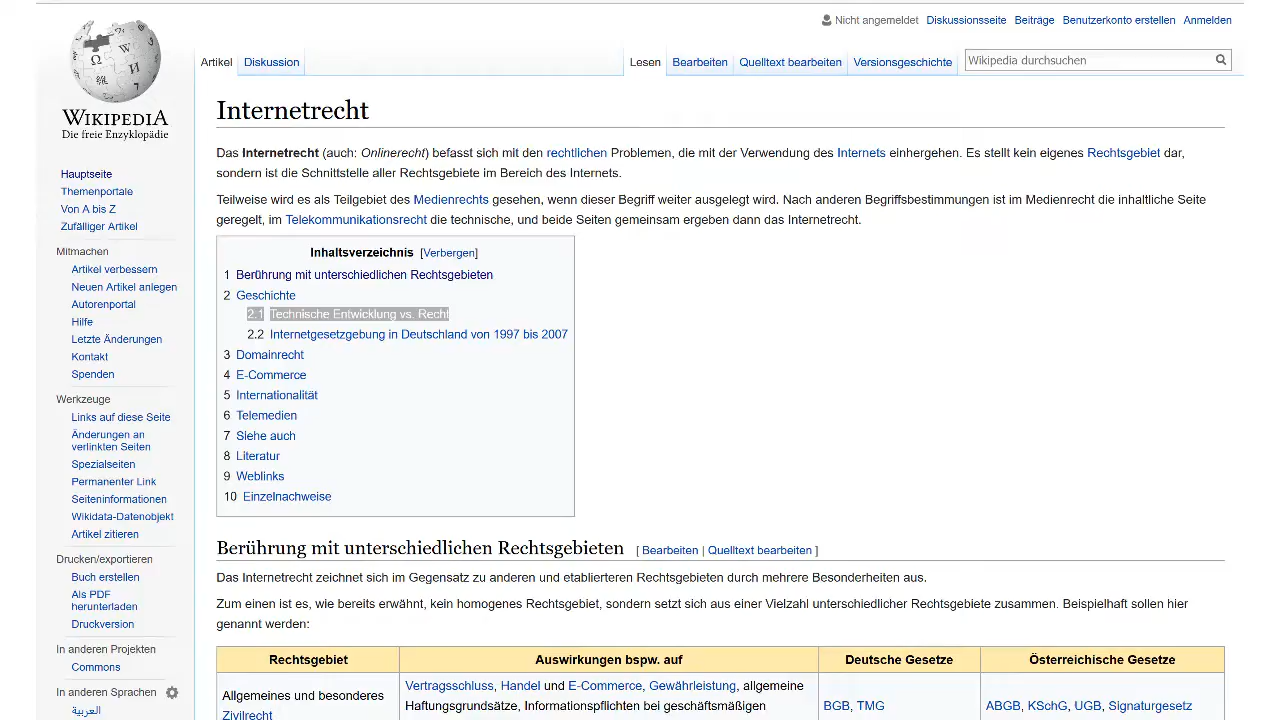 Nicht angemeldet Diskussionsseite Beiträge Benutzerkonto erstellen Anmelden
Artikel Diskussion Lesen Bearbeiten Quelltext bearbeiten Versionsgeschichte Wikipedia durchsuchen
WIKIPEDIA
Die freie Enzyklopädie
Hauptseite
Themenportale
Von A bis Z
Zufälliger Artikel
Mitmachen
Artikel verbessern
Neuen Artikel anlegen
Autorenportal
Hilfe
Letzte Änderungen
Kontakt
Spenden
Werkzeuge
Links auf diese Seite
Änderungen an
verlinkten Seiten
Spezialseiten
Permanenter Link
Seiteninformationen
Wikidata-Datenobjekt
Artikel zitieren
Drucken/exportieren
Buch erstellen
Als PDF
herunterladen
Druckversion
In anderen Projekten
Commons
In anderen Sprachen
العربية
Internetrecht
Das Internetrecht (auch: Onlinerecht) befasst sich mit den rechtlichen Problemen, die mit der Verwendung des Internets einhergehen. Es stellt kein eigenes Rechtsgebiet dar,
sondern ist die Schnittstelle aller Rechtsgebiete im Bereich des Internets.
Teilweise wird es als Teilgebiet des Medienrechts gesehen, wenn dieser Begriff weiter ausgelegt wird. Nach anderen Begriffsbestimmungen ist im Medienrecht die inhaltliche Seite
geregelt, im Telekommunikationsrecht die technische, und beide Seiten gemeinsam ergeben dann das Internetrecht.
Inhaltsverzeichnis [Verbergen]
1 Berührung mit unterschiedlichen Rechtsgebieten
2 Geschichte
2.1 Technische Entwicklung vs. Recht
2.2 Internetgesetzgebung in Deutschland von 1997 bis 2007
3 Domainrecht
4 E-Commerce
5 Internationalität
6 Telemedien
7 Siehe auch
8 Literatur
9 Weblinks
10 Einzelnachweise
Berührung mit unterschiedlichen Rechtsgebieten [ Bearbeiten | Quelltext bearbeiten ]
Das Internetrecht zeichnet sich im Gegensatz zu anderen und etablierteren Rechtsgebieten durch mehrere Besonderheiten aus.
Zum einen ist es, wie bereits erwähnt, kein homogenes Rechtsgebiet, sondern setzt sich aus einer Vielzahl unterschiedlicher Rechtsgebiete zusammen. Beispielhaft sollen hier
genannt werden:
Rechtsgebiet Auswirkungen bspw. auf Deutsche Gesetze Österreichische Gesetze
Allgemeines und besonderes
Zivilrecht
Vertragsschluss, Handel und E-Commerce, Gewährleistung, allgemeine
Haftungsgrundsätze, Informationspflichten bei geschäftsmäßigen
BGB, TMG
ABGB, KSchG, UGB, Signaturgesetz